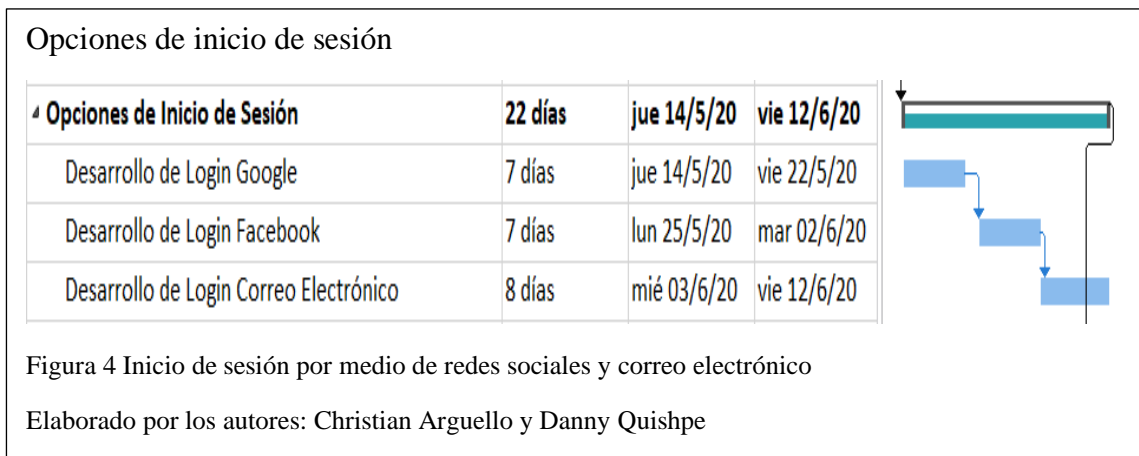 Opciones de inicio de sesión
Opciones de Inicio de Sesión 22 días jue 14/5/20 vie 12/6/20
Desarrollo de Login Google 7 días jue 14/5/20 vie 22/5/20
Desarrollo de Login Facebook 7 días lun 25/5/20 mar 02/6/20
Desarrollo de Login Correo Electrónico 8 días mié 03/6/20 vie 12/6/20
Figura 4 Inicio de sesión por medio de redes sociales y correo electrónico
Elaborado por los autores: Christian Arguello y Danny Quishpe